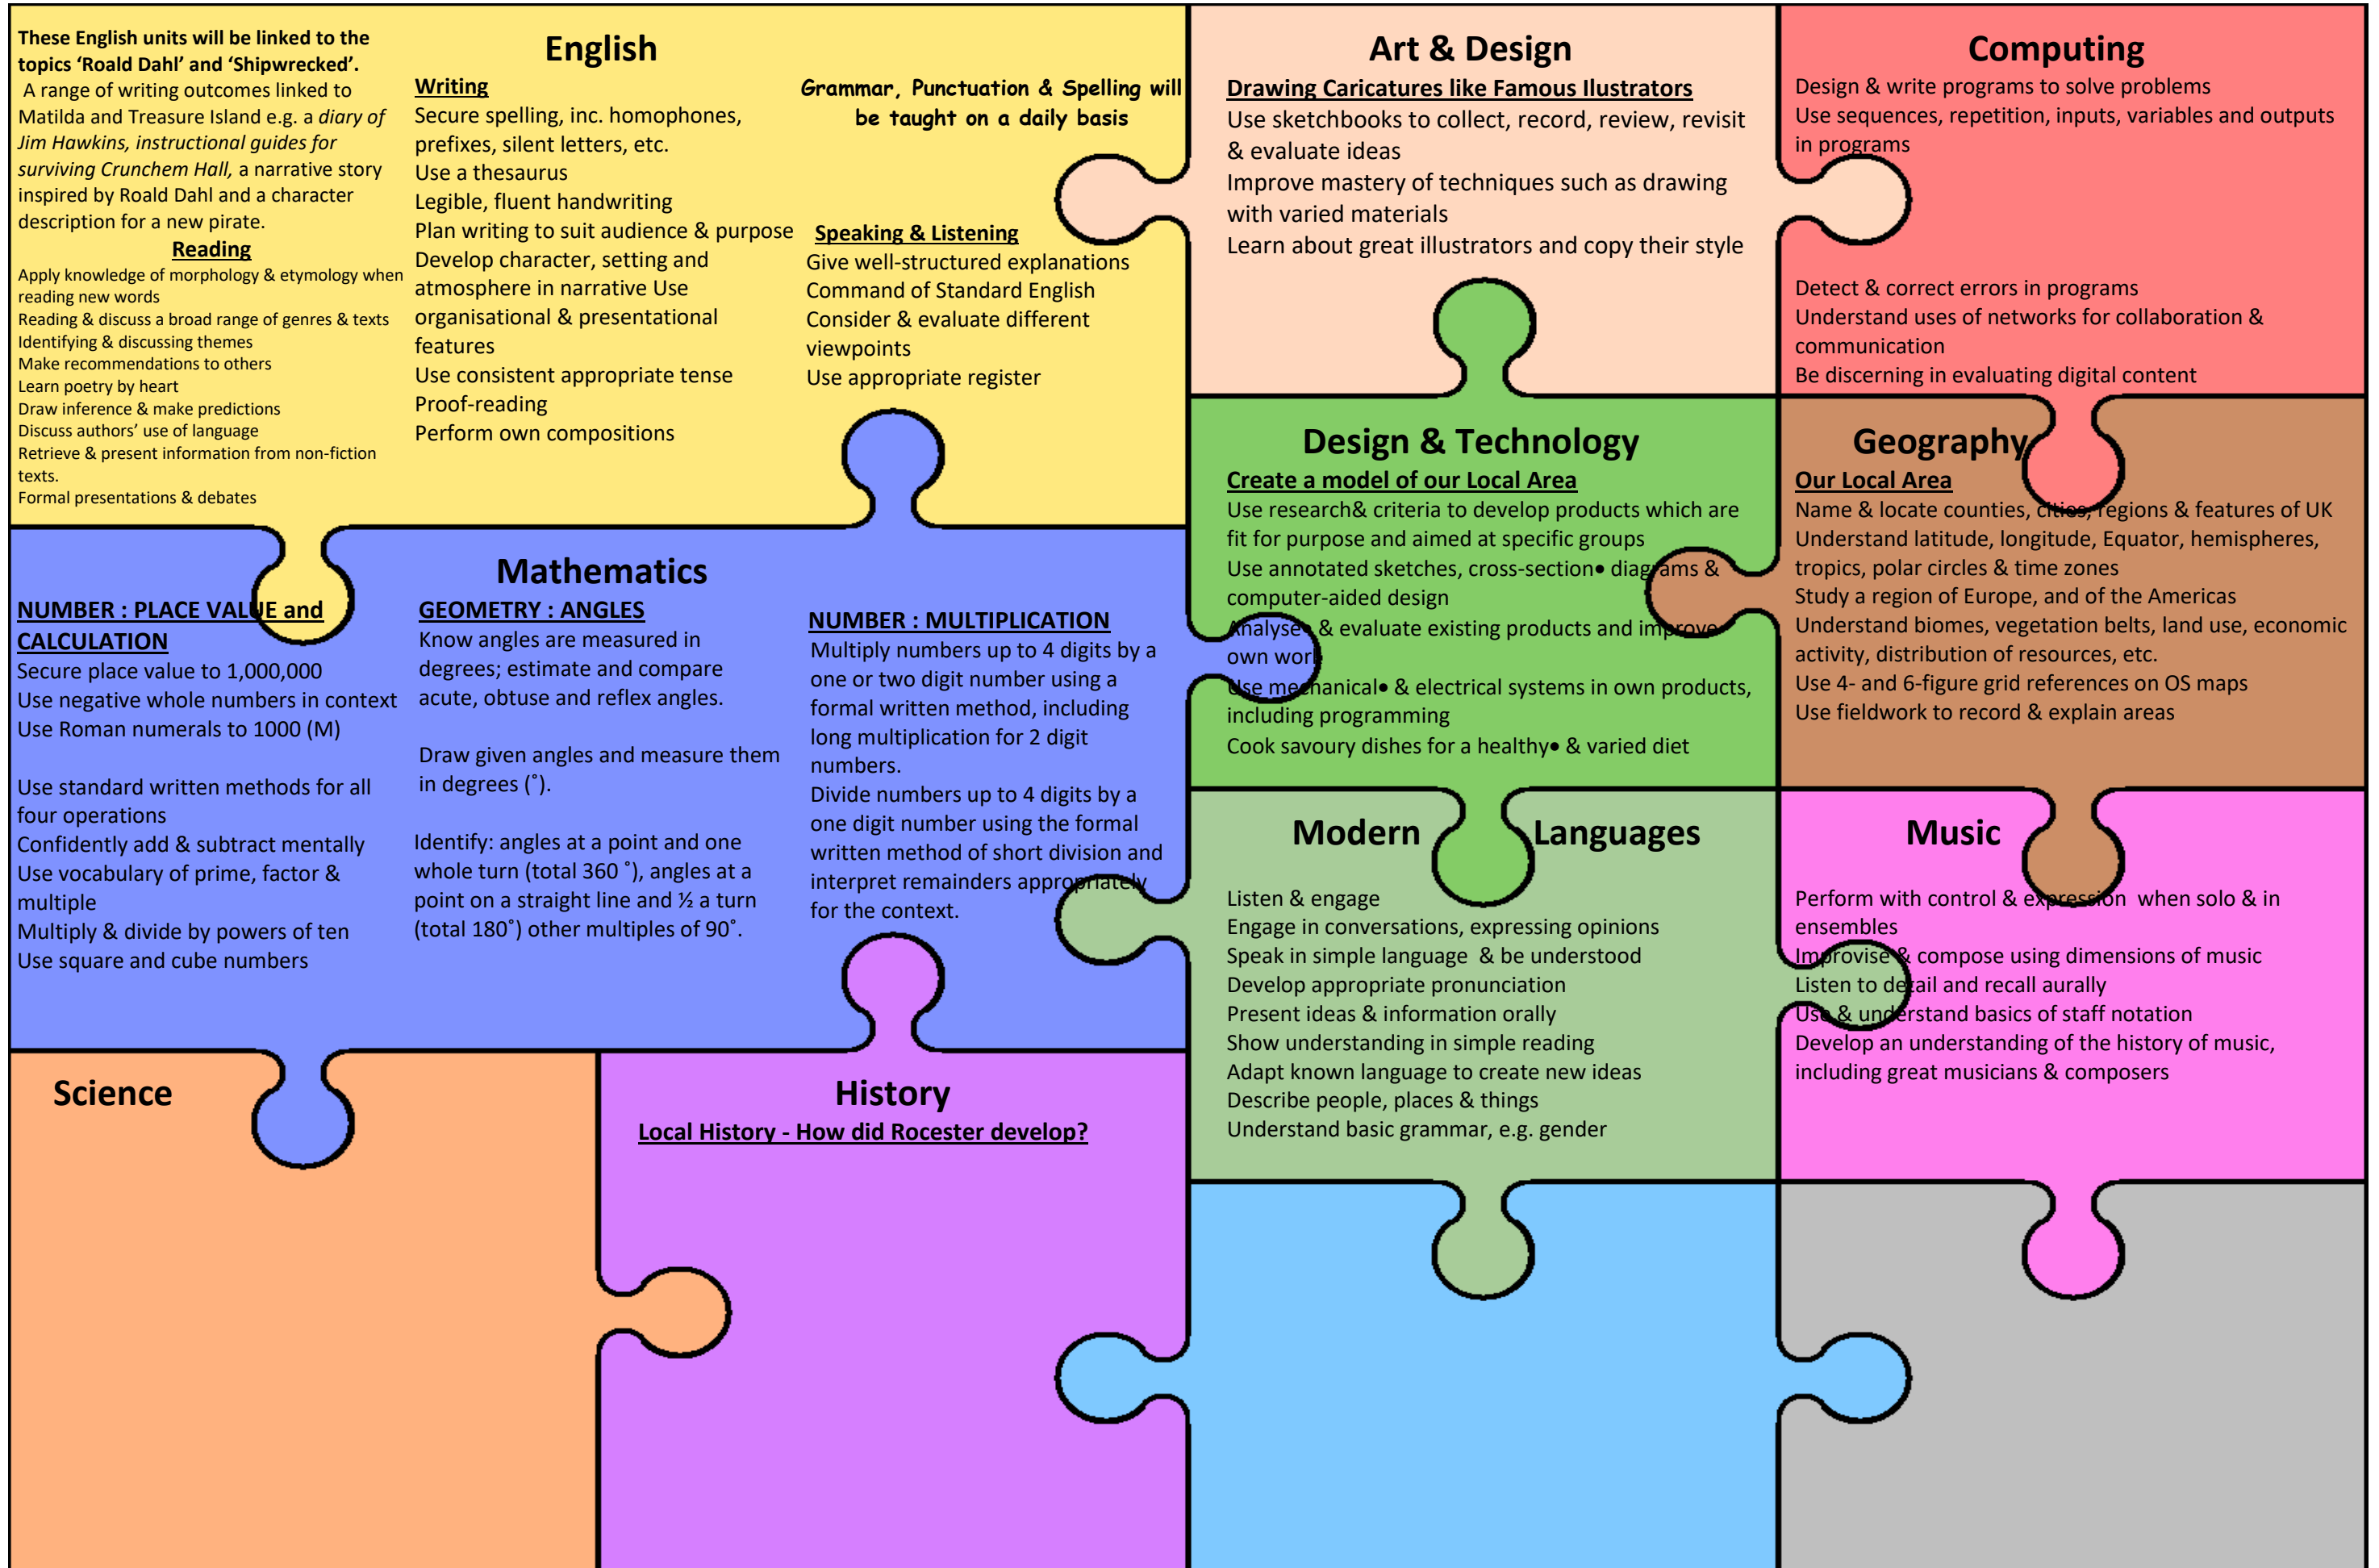 These English units will be linked to the
topics ‘Roald Dahl’ and ‘Shipwrecked’.
A range of writing outcomes linked to
Matilda and Treasure Island e.g. a diary of
Jim Hawkins, instructional guides for
surviving Crunchem Hall, a narrative story
inspired by Roald Dahl and a character
description for a new pirate.
Reading
Apply knowledge of morphology & etymology when
reading new words
Reading & discuss a broad range of genres & texts
Identifying & discussing themes
Make recommendations to others
Learn poetry by heart
Draw inference & make predictions
Discuss authors’ use of language
Retrieve & present information from non-fiction
texts.
Formal presentations & debates
English
Writing
Secure spelling, inc. homophones,
prefixes, silent letters, etc.
Use a thesaurus
Legible, fluent handwriting
Plan writing to suit audience & purpose
Develop character, setting and
atmosphere in narrative Use
organisational & presentational
features
Use consistent appropriate tense
Proof-reading
Perform own compositions
Grammar, Punctuation & Spelling will
be taught on a daily basis
Speaking & Listening
Give well-structured explanations
Command of Standard English
Consider & evaluate different
viewpoints
Use appropriate register
Art & Design
Drawing Caricatures like Famous Ilustrators
Use sketchbooks to collect, record, review, revisit
& evaluate ideas
Improve mastery of techniques such as drawing
with varied materials
Learn about great illustrators and copy their style
Computing
Design & write programs to solve problems
Use sequences, repetition, inputs, variables and outputs
in programs
Detect & correct errors in programs
Understand uses of networks for collaboration &
communication
Be discerning in evaluating digital content
Mathematics
NUMBER : PLACE VALUE and
CALCULATION
Secure place value to 1,000,000
Use negative whole numbers in context
Use Roman numerals to 1000 (M)
Use standard written methods for all
four operations
Confidently add & subtract mentally
Use vocabulary of prime, factor &
multiple
Multiply & divide by powers of ten
Use square and cube numbers
GEOMETRY : ANGLES
Know angles are measured in
degrees; estimate and compare
acute, obtuse and reflex angles.
Draw given angles and measure them
in degrees (˚).
Identify: angles at a point and one
whole turn (total 360 ˚), angles at a
point on a straight line and ½ a turn
(total 180˚) other multiples of 90˚.
NUMBER : MULTIPLICATION
Multiply numbers up to 4 digits by a
one or two digit number using a
formal written method, including
long multiplication for 2 digit
numbers.
Divide numbers up to 4 digits by a
one digit number using the formal
written method of short division and
interpret remainders appropriately
for the context.
Design & Technology
Create a model of our Local Area
Use research& criteria to develop products which are
fit for purpose and aimed at specific groups
Use annotated sketches, cross-section• diagrams &
computer-aided design
Analyse• & evaluate existing products and improve
own work
Use mechanical• & electrical systems in own products,
including programming
Cook savoury dishes for a healthy• & varied diet
Geography
Our Local Area
Name & locate counties, cities, regions & features of UK
Understand latitude, longitude, Equator, hemispheres,
tropics, polar circles & time zones
Study a region of Europe, and of the Americas
Understand biomes, vegetation belts, land use, economic
activity, distribution of resources, etc.
Use 4- and 6-figure grid references on OS maps
Use fieldwork to record & explain areas
Modern Languages
Listen & engage
Engage in conversations, expressing opinions
Speak in simple language & be understood
Develop appropriate pronunciation
Present ideas & information orally
Show understanding in simple reading
Adapt known language to create new ideas
Describe people, places & things
Understand basic grammar, e.g. gender
Music
Perform with control & expression when solo & in
ensembles
Improvise & compose using dimensions of music
Listen to detail and recall aurally
Use & understand basics of staff notation
Develop an understanding of the history of music,
including great musicians & composers
Science
History
Local History - How did Rocester develop?